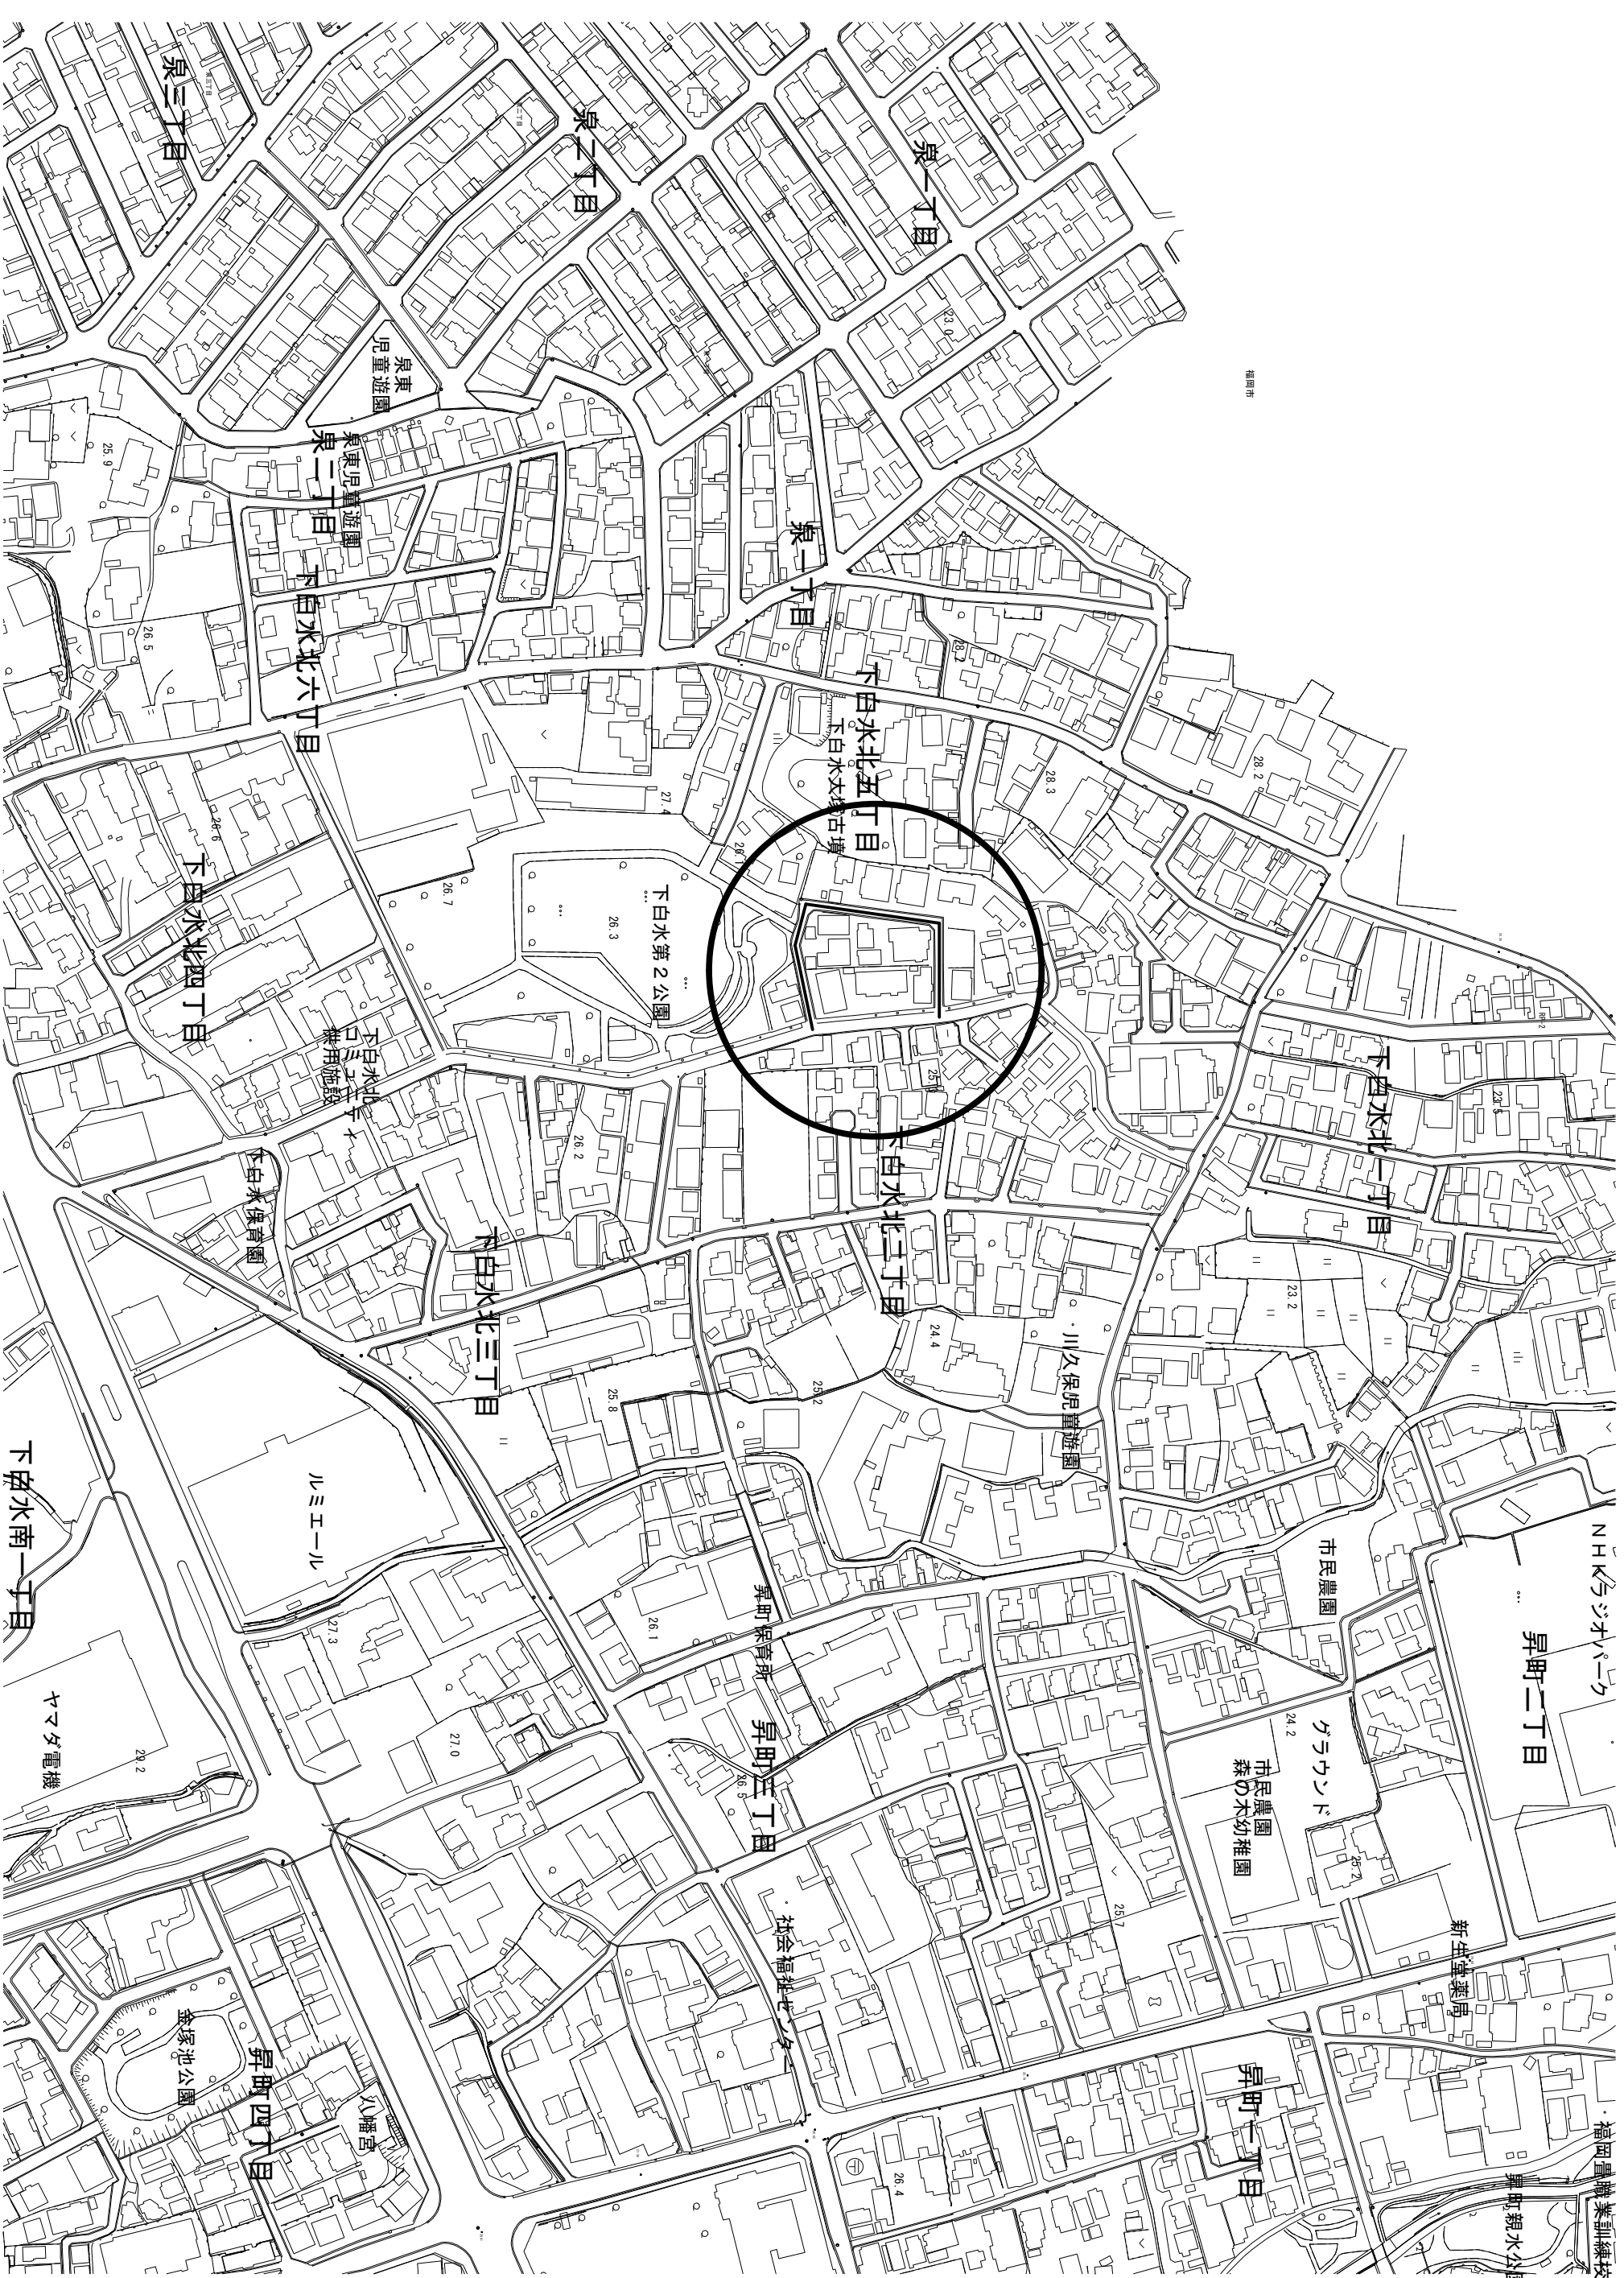 泉三丁目
泉二丁目
泉一丁目
23.0
福岡市
泉東
児童遊園
泉東児童遊園
泉二丁目
25.9
泉一丁目
下白水北六丁目
26.5
28.2
下白水北五丁目
下白水大塚古墳
28.3
28.2
27.4
26.6
下白水北四丁目
26.7
26.3
下白水第2公園
下白水北
コミュニティ
供用施設
下白水北一丁目
23.5
26.2
下白水保育園
下白水北二丁目
下白水北三丁目
23.2
24.4
川久保児童遊園
25.2
25.8
下白水南一丁目
ルミエール
市民農園
NHKラジオパーク
昇町保育所
26.1
27.3
昇町二丁目
ヤマダ電機
29.2
27.0
昇町三丁目
26.5
24.2
グラウンド
市民農園
森の木幼稚園
25.2
25.7
社会福祉センター
新生堂薬局
金塚池公園
昇町四丁目
八幡宮
26.4
昇町一丁目
昇町親水公園
福岡畳職業訓練校